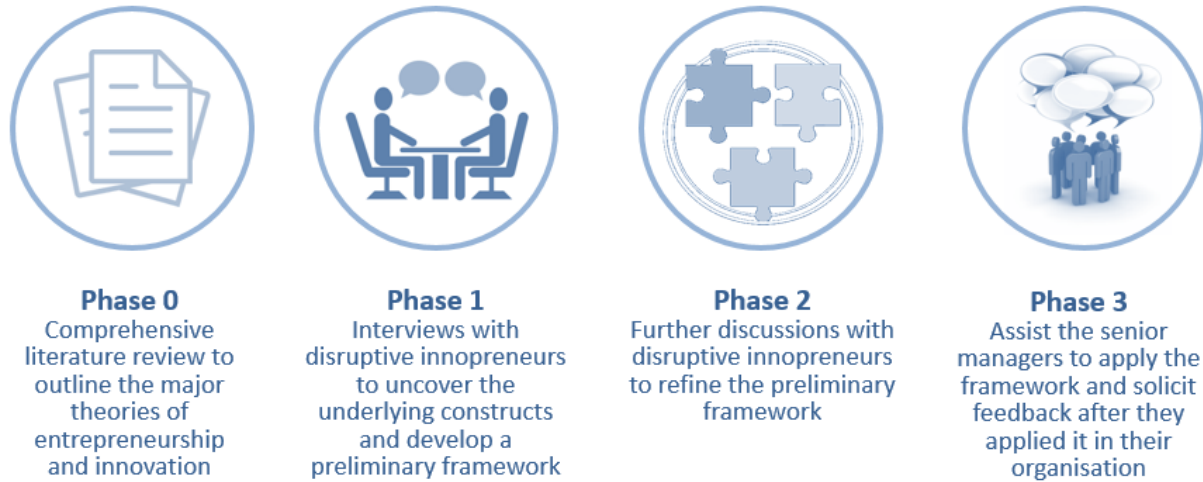 Phase 0
Comprehensive
literature review to
outline the major
theories of
entrepreneurship
and innovation
Phase 1
Interviews with
disruptive innopreneurs
to uncover the
underlying constructs
and develop a
preliminary framework
Phase 2
Further discussions with
disruptive innopreneurs
to refine the preliminary
framework
Phase 3
Assist the senior
managers to apply the
framework and solicit
feedback after they
applied it in their
organisation